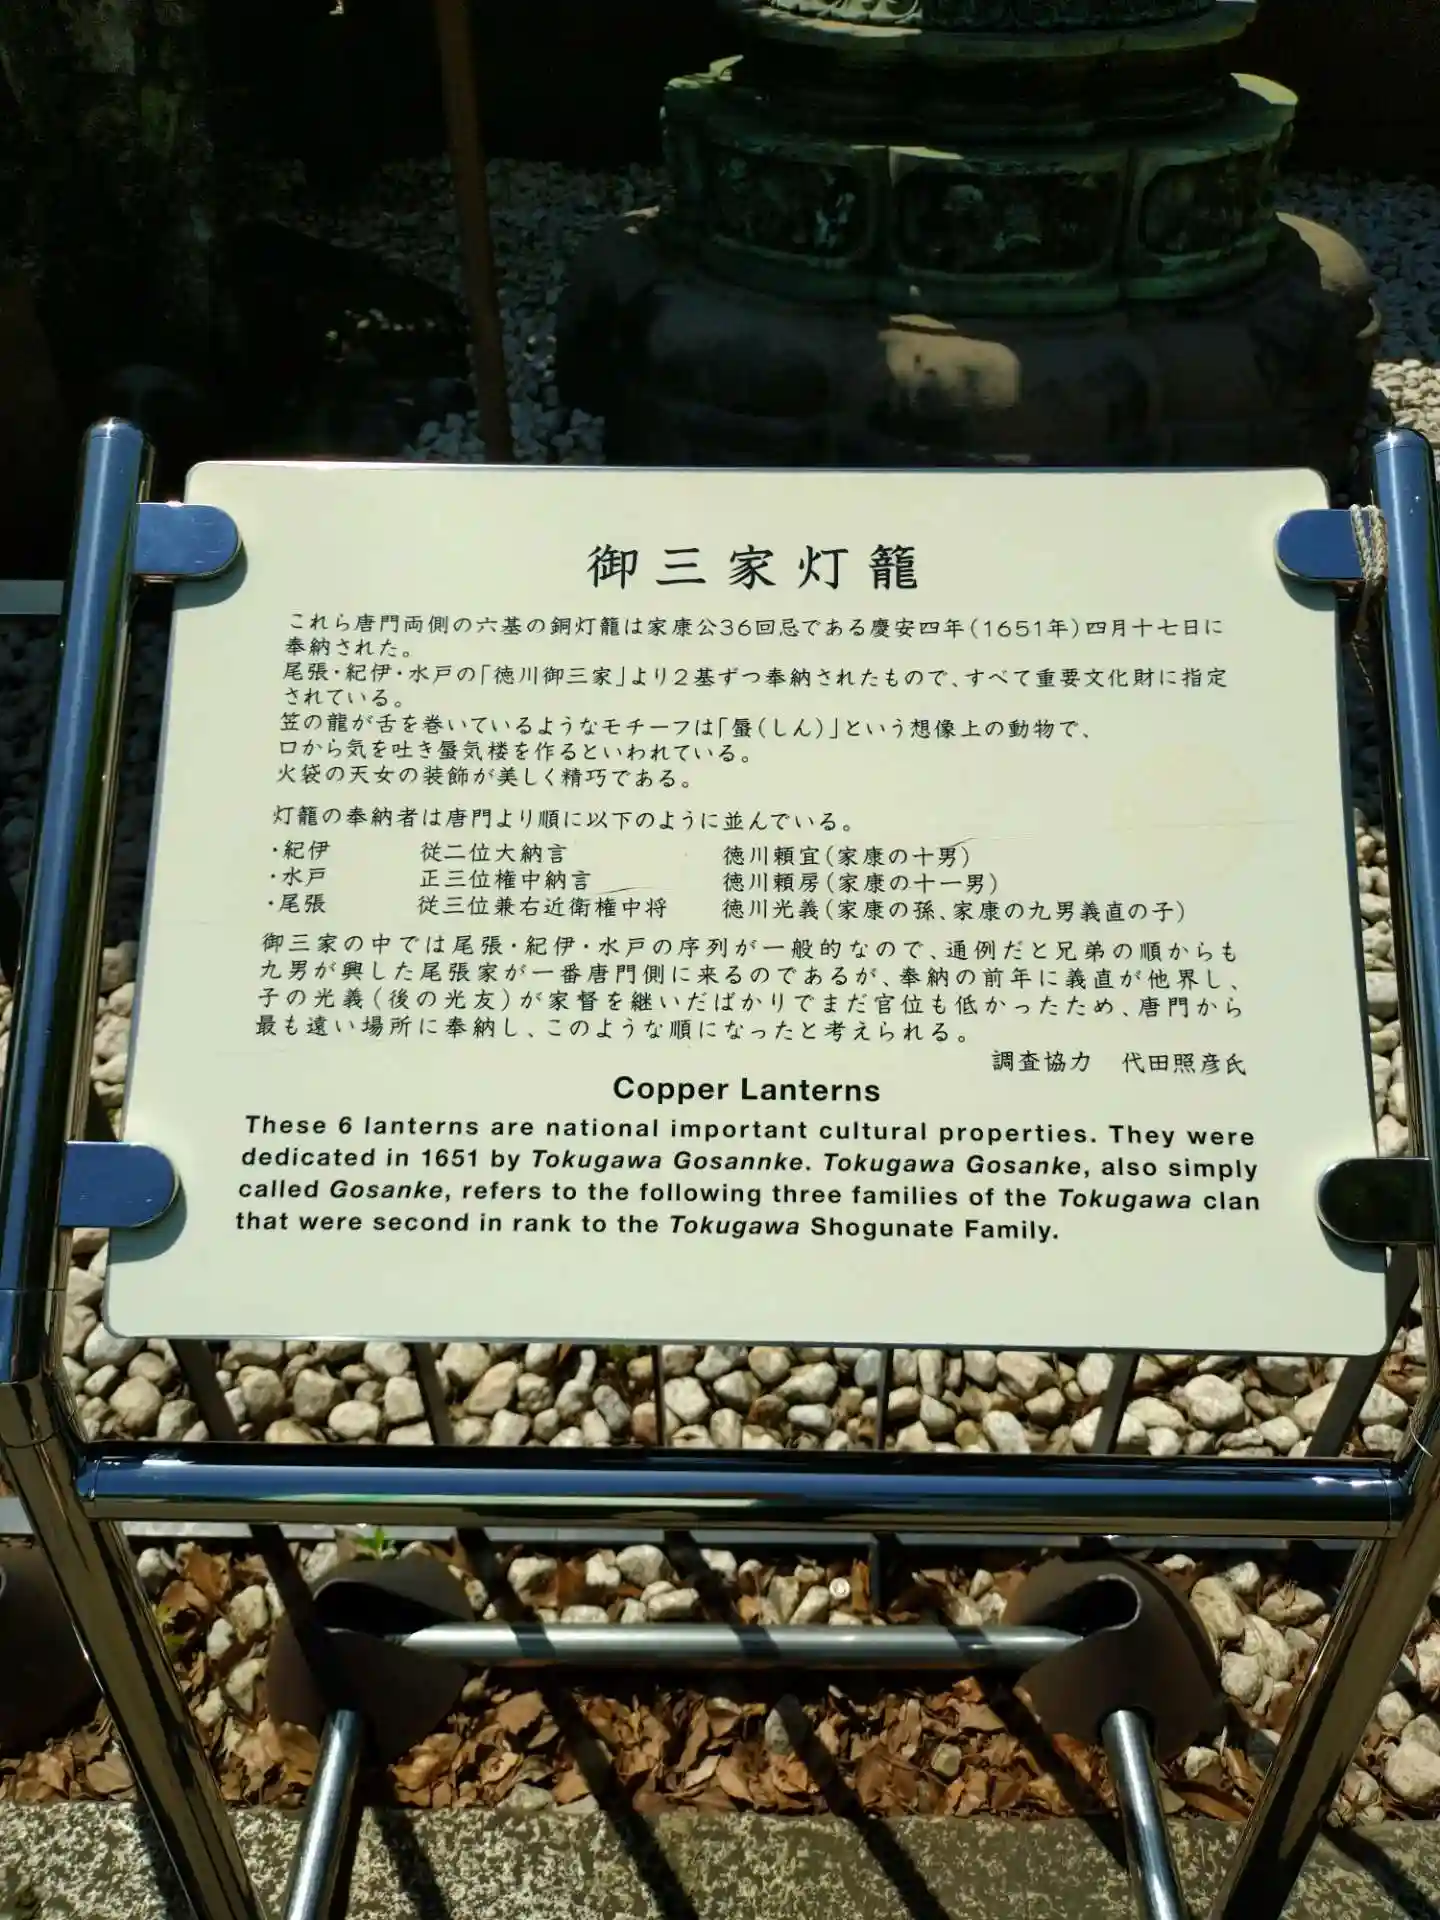 御三家灯籠
これら唐門両側の六基の銅灯籠は家康公36回忌である慶安四年(1651年)四月十七日に
奉納された。
尾張・紀伊・水戸の「徳川御三家」より2基ずつ奉納されたもので、すべて重要文化財に指定
されている。
笠の龍が舌を巻いているようなモチーフは「蜃(しん)」という想像上の動物で、
口から気を吐き蜃気楼を作るといわれている。
火袋の天女の装飾が美しく精巧である。
灯籠の奉納者は唐門より順に以下のように並んでいる。
・紀伊 従二位大納言 徳川頼宣(家康の十男)
・水戸 正三位権中納言 徳川頼房(家康の十一男)
・尾張 従三位兼右近衛権中将 徳川光義(家康の孫、家康の九男義直の子)
御三家の中では尾張・紀伊・水戸の序列が一般的なので、通例だと兄弟の順からも
九男が興した尾張家が一番唐門側に来るのであるが、奉納の前年に義直が他界し、
子の光義(後の光友)が家督を継いだばかりでまだ官位も低かったため、唐門から
最も遠い場所に奉納し、このような順になったと考えられる。
調査協力 代田照彦氏
Copper Lanterns
These 6 lanterns are national important cultural properties. They were
dedicated in 1651 by Tokugawa Gosannke. Tokugawa Gosanke, also simply
called Gosanke, refers to the following three families of the Tokugawa clan
that were second in rank to the Tokugawa Shogunate Family.